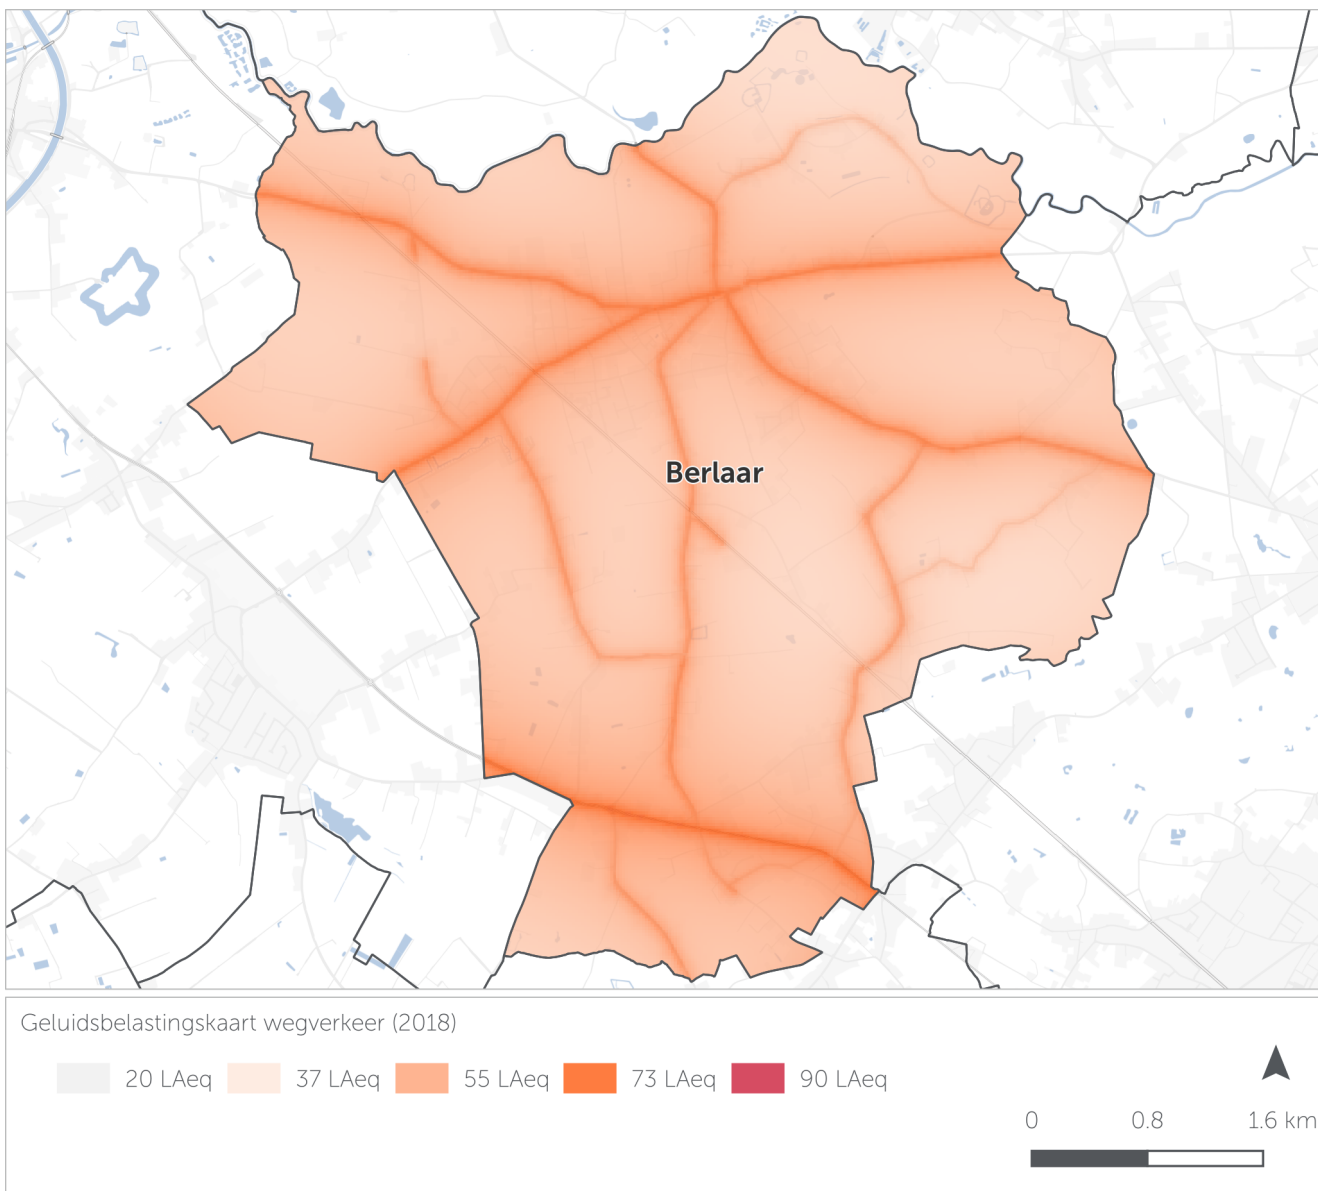 Berlaar
Geluidsbelastingskaart wegverkeer (2018)
20 LAeq 37 LAeq 55 LAeq 73 LAeq 90 LAeq
0 0.8 1.6 km